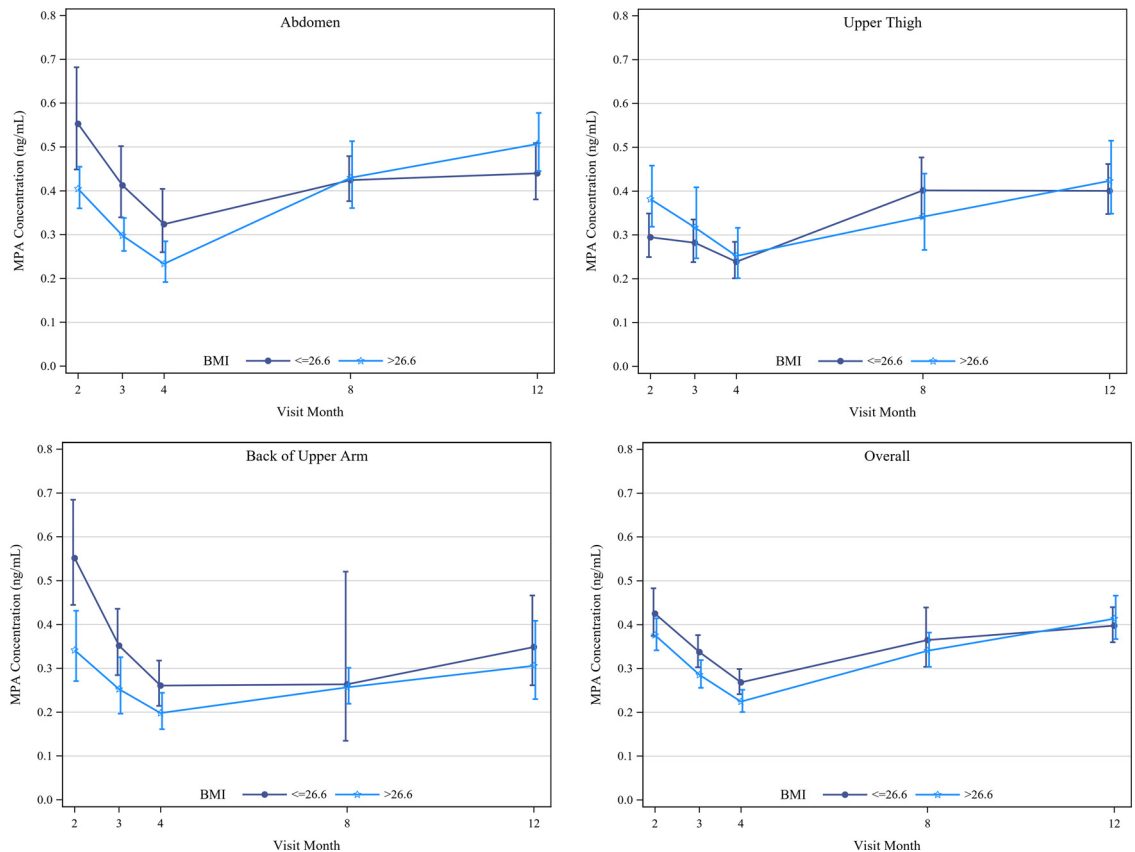 Abdomen
MPA Concentration (ng/mL)
0.8
0.7
0.6
0.5
0.4
0.3
0.2
0.1
0.0
BMI <=26.6 >26.6
2 3 4 8 12
Visit Month
Upper Thigh
MPA Concentration (ng/mL)
0.8
0.7
0.6
0.5
0.4
0.3
0.2
0.1
0.0
BMI <=26.6 >26.6
2 3 4 8 12
Visit Month
Back of Upper Arm
MPA Concentration (ng/mL)
0.8
0.7
0.6
0.5
0.4
0.3
0.2
0.1
0.0
BMI <=26.6 >26.6
2 3 4 8 12
Visit Month
Overall
MPA Concentration (ng/mL)
0.8
0.7
0.6
0.5
0.4
0.3
0.2
0.1
0.0
BMI <=26.6 >26.6
2 3 4 8 12
Visit Month